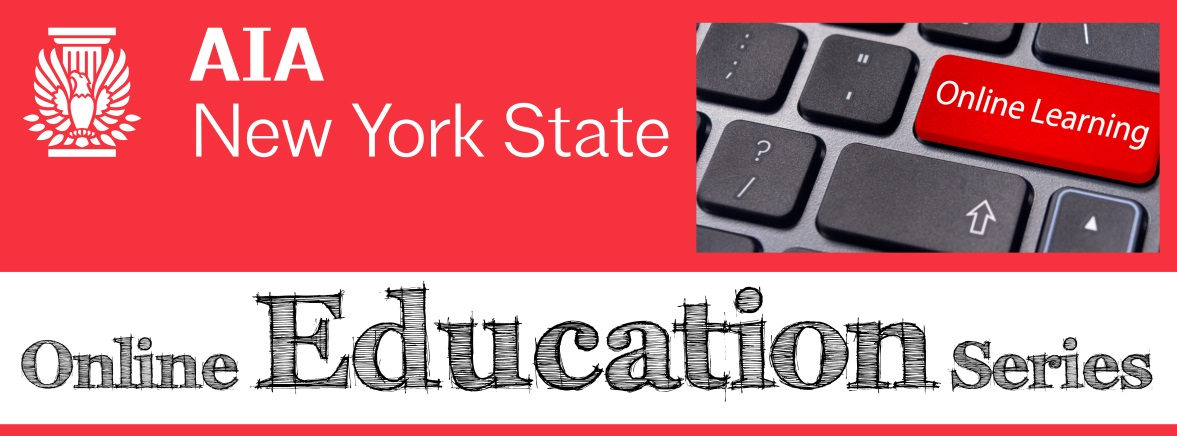 AIA
New York State
"
'
Online Learning
?
/
Online Education Series